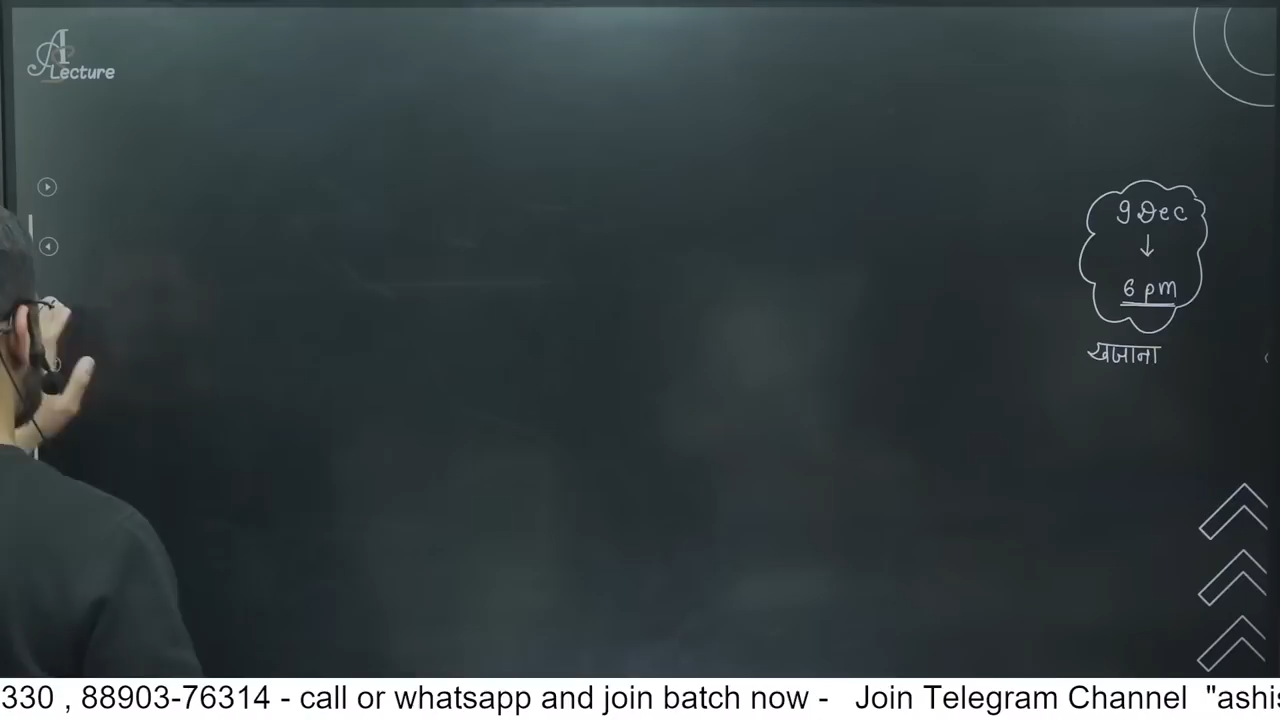 A
Lecture
9 Dec
↓
6 pm
खजाना
330 , 88903-76314 - call or whatsapp and join batch now - Join Telegram Channel "ashis